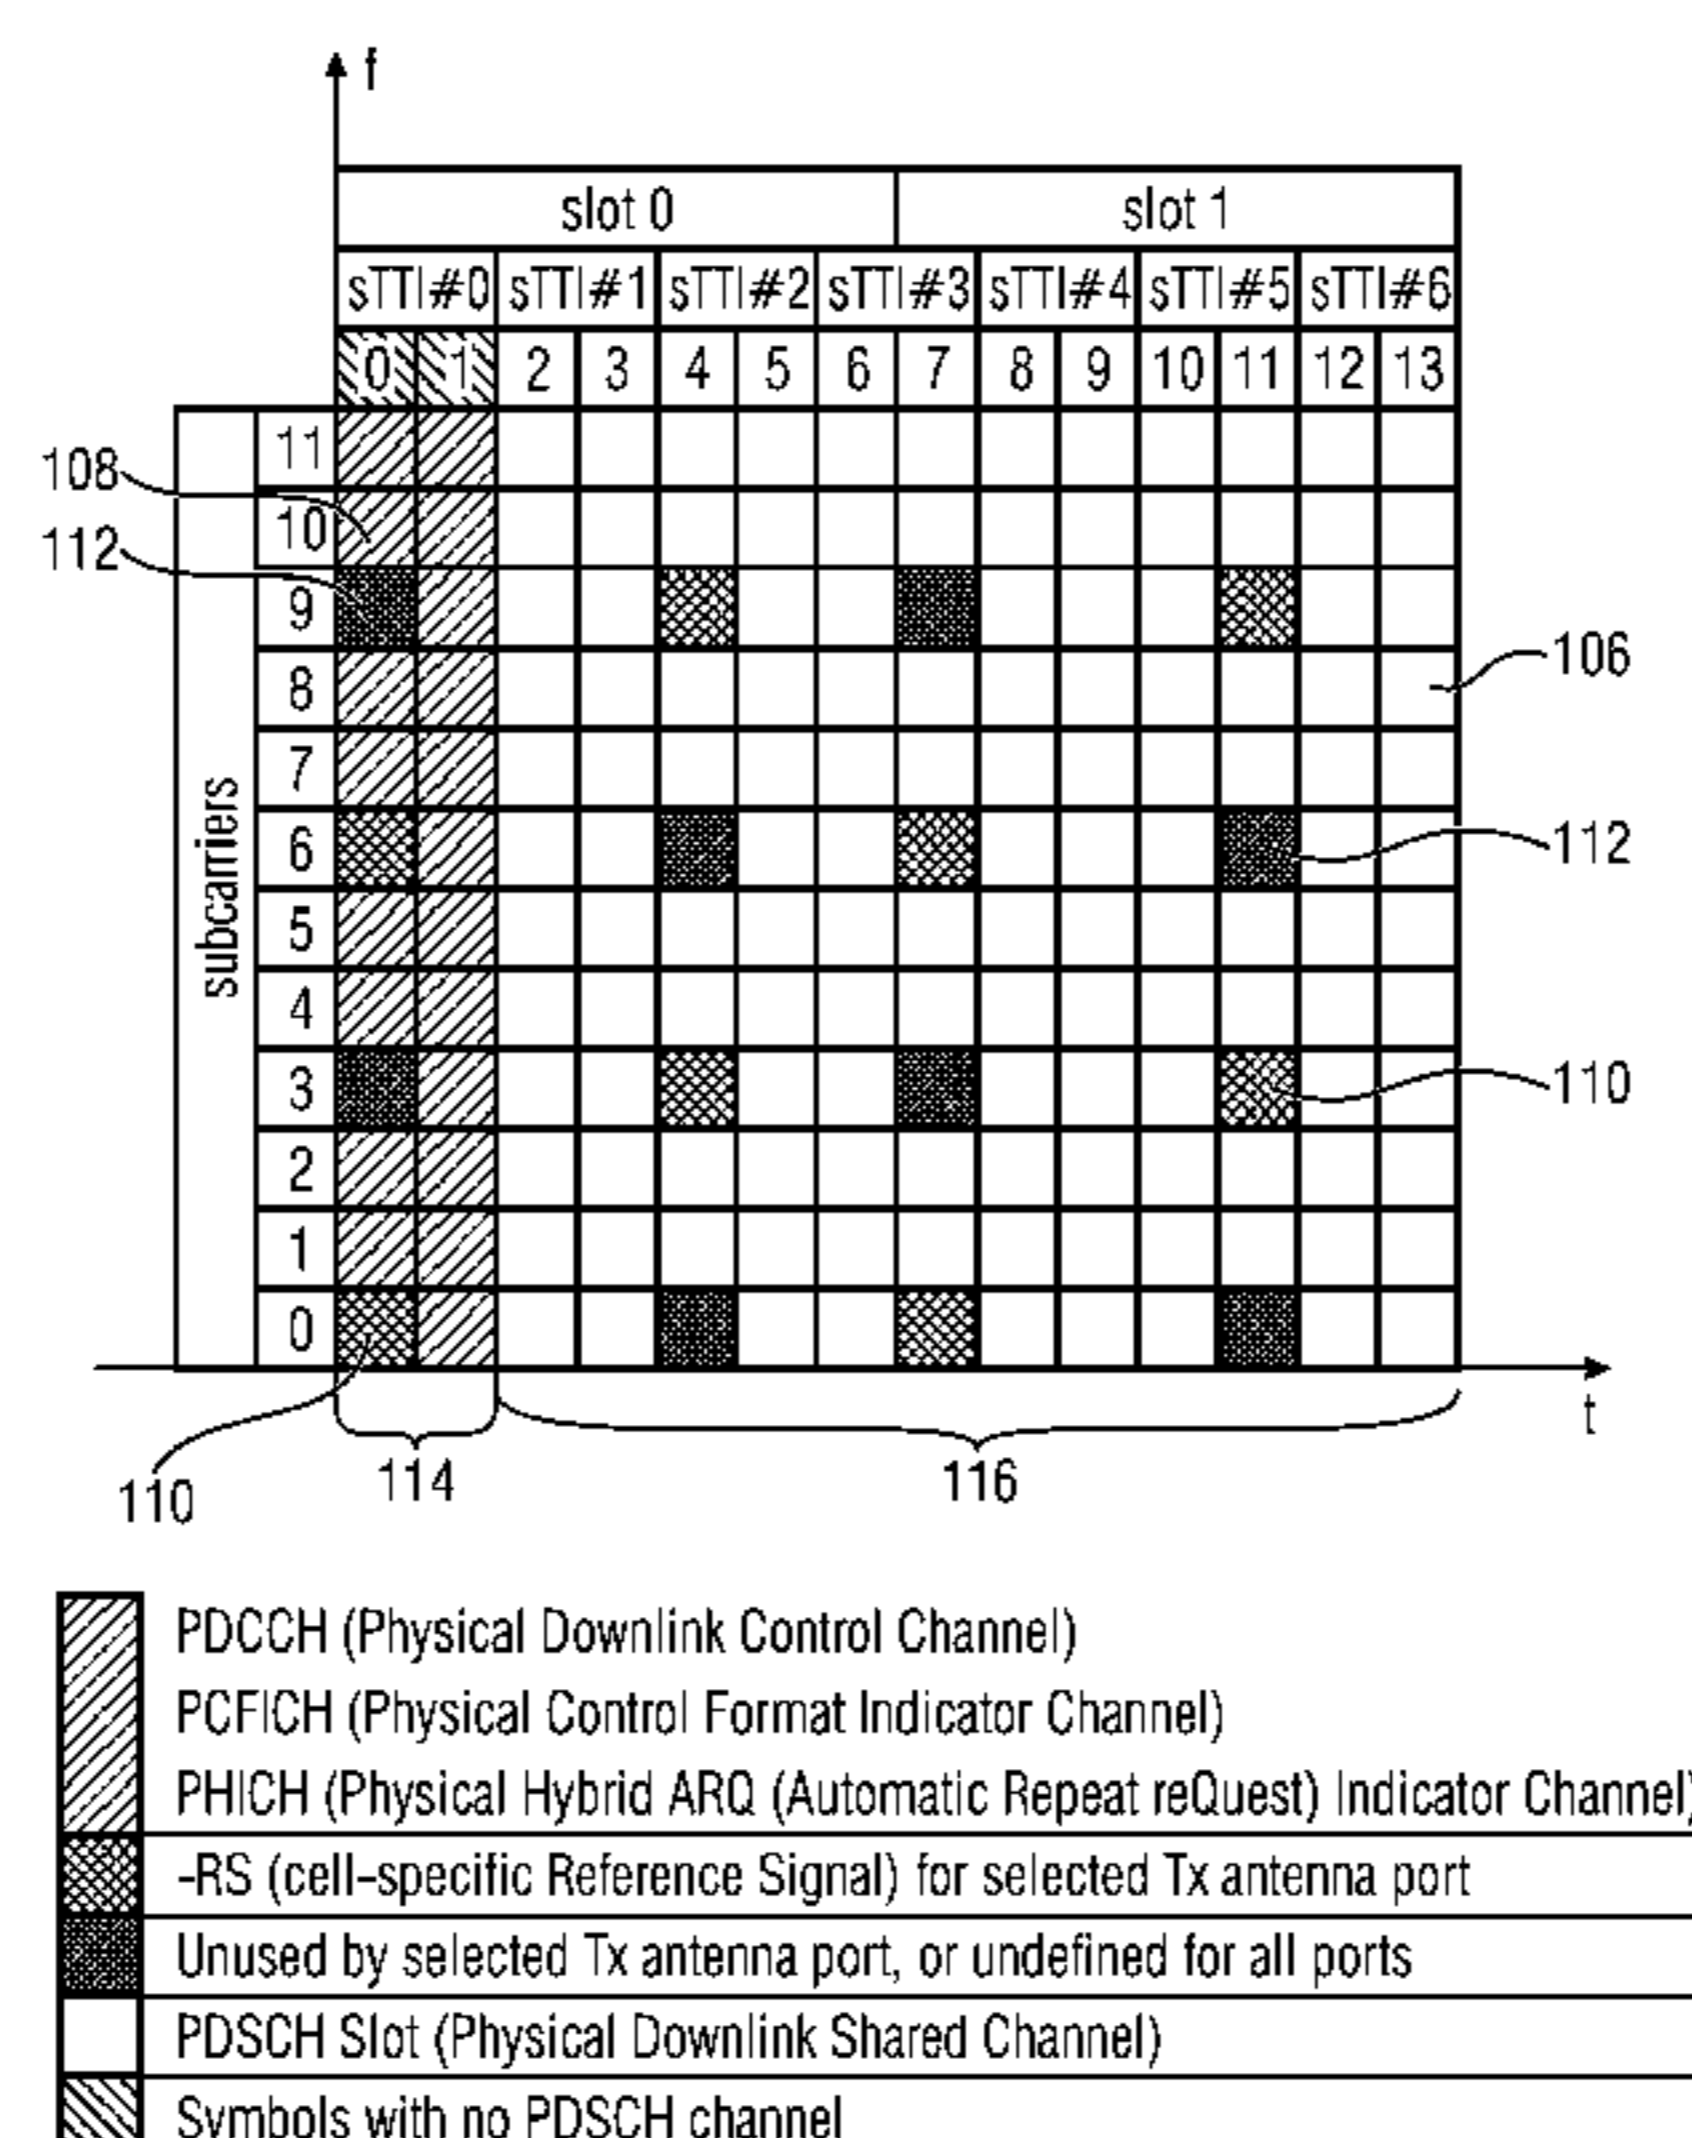 f
slot 0 slot 1
sTTI#0 sTTI#1 sTTI#2 sTTI#3 sTTI#4 sTTI#5 sTTI#6
0 1 2 3 4 5 6 7 8 9 10 11 12 13
11
108
10
112
9
106
8
7
6
112
subcarriers
5
4
3
110
2
1
0
t
110
114
116
PDCCH (Physical Downlink Control Channel)
PCFICH (Physical Control Format Indicator Channel)
PHICH (Physical Hybrid ARQ (Automatic Repeat reQuest) Indicator Channel)
-RS (cell-specific Reference Signal) for selected Tx antenna port
Unused by selected Tx antenna port, or undefined for all ports
PDSCH Slot (Physical Downlink Shared Channel)
Symbols with no PDSCH channel